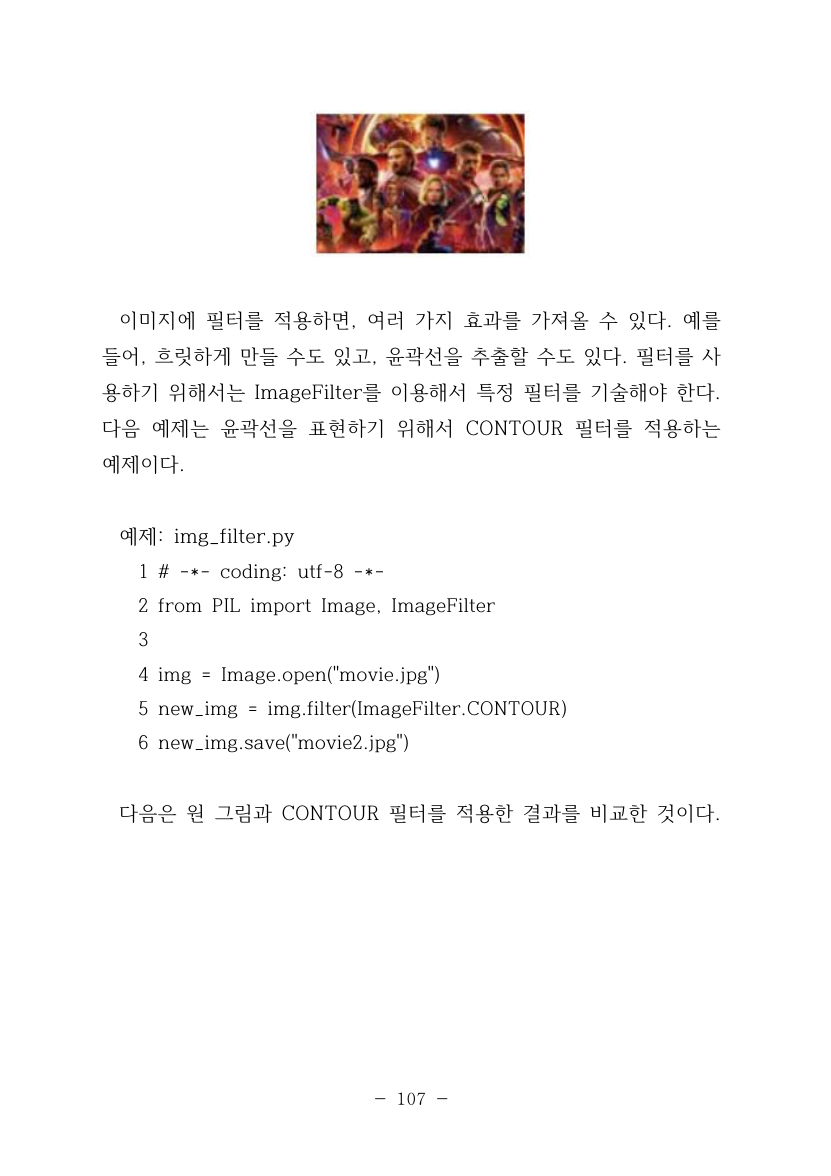 이미지에 필터를 적용하면, 여러 가지 효과를 가져올 수 있다. 예를
들어, 흐릿하게 만들 수도 있고, 윤곽선을 추출할 수도 있다. 필터를 사
용하기 위해서는 ImageFilter를 이용해서 특정 필터를 기술해야 한다.
다음 예제는 윤곽선을 표현하기 위해서 CONTOUR 필터를 적용하는
예제이다.
예제: img_filter.py
1 # -*- coding: utf-8 -*-
2 from PIL import Image, ImageFilter
3
4 img = Image.open("movie.jpg")
5 new_img = img.filter(ImageFilter.CONTOUR)
6 new_img.save("movie2.jpg")
다음은 원 그림과 CONTOUR 필터를 적용한 결과를 비교한 것이다.
- 107 -